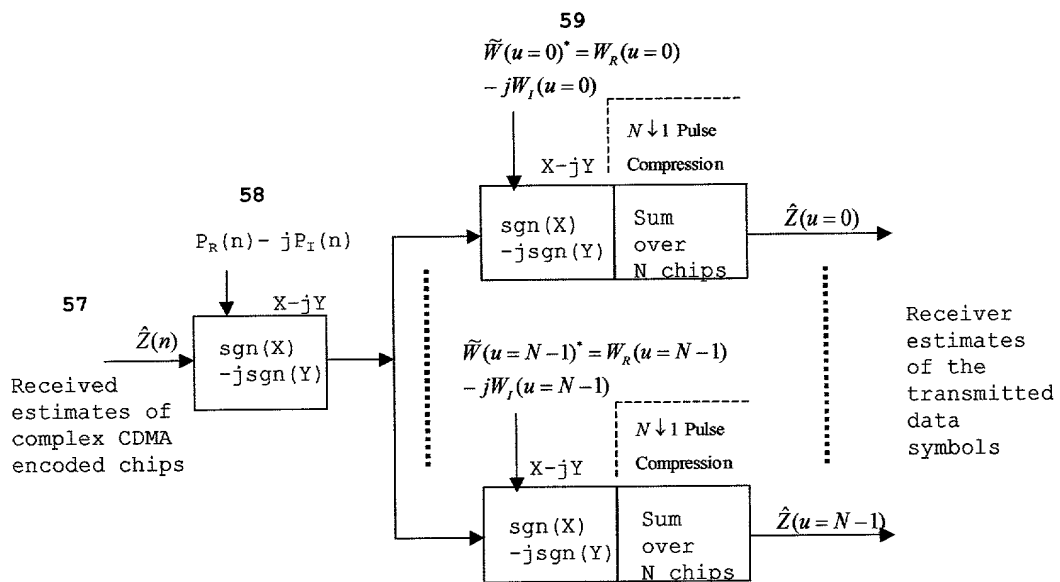 59
W̃(u=0)* = W_R(u=0)
- jW_I(u=0)
N↓1 Pulse
Compression
X-jY
sgn(X)
-jsgn(Y)
Sum
over
N chips
Ẑ(u=0)
58
P_R(n)- jP_I(n)
X-jY
57
Ẑ(n)
sgn(X)
-jsgn(Y)
Received
estimates of
complex CDMA
encoded chips
W̃(u=N-1)* = W_R(u=N-1)
- jW_I(u=N-1)
N↓1 Pulse
Compression
X-jY
sgn(X)
-jsgn(Y)
Sum
over
N chips
Ẑ(u=N-1)
Receiver
estimates
of the
transmitted
data
symbols